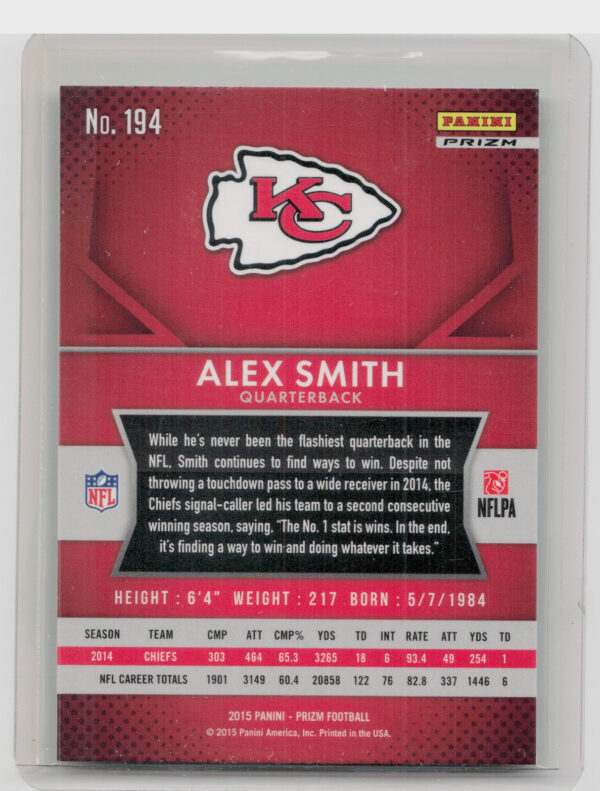 No. 194
PANINI
PRIZM
KC
ALEX SMITH
QUARTERBACK
While he's never been the flashiest quarterback in the
NFL, Smith continues to find ways to win. Despite not
throwing a touchdown pass to a wide receiver in 2014, the
Chiefs signal-caller led his team to a second consecutive
winning season, saying, "The No. 1 stat is wins. In the end,
it's finding a way to win and doing whatever it takes."
NFL
NFLPA
HEIGHT : 6'4" WEIGHT : 217 BORN : 5/7/1984
SEASON TEAM CMP ATT CMP% YDS TD INT RATE ATT YDS TD
2014 CHIEFS 303 464 65.3 3265 18 6 93.4 49 254 1
NFL CAREER TOTALS 1901 3149 60.4 20858 122 76 82.8 337 1446 6
2015 PANINI - PRIZM FOOTBALL
© 2015 Panini America, Inc. Printed in the USA.